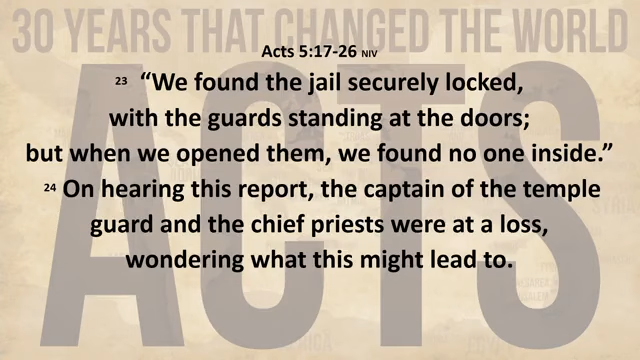 30 YEARS THAT CHANGED THE WORLD
ACTS
Acts 5:17-26 NIV
23 “We found the jail securely locked,
with the guards standing at the doors;
but when we opened them, we found no one inside.”
24 On hearing this report, the captain of the temple
guard and the chief priests were at a loss,
wondering what this might lead to.